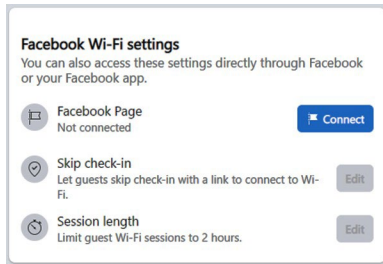 Facebook Wi-Fi settings
You can also access these settings directly through Facebook
or your Facebook app.
Facebook Page
Not connected
Connect
Skip check-in
Let guests skip check-in with a link to connect to Wi-
Fi.
Edit
Session length
Limit guest Wi-Fi sessions to 2 hours.
Edit